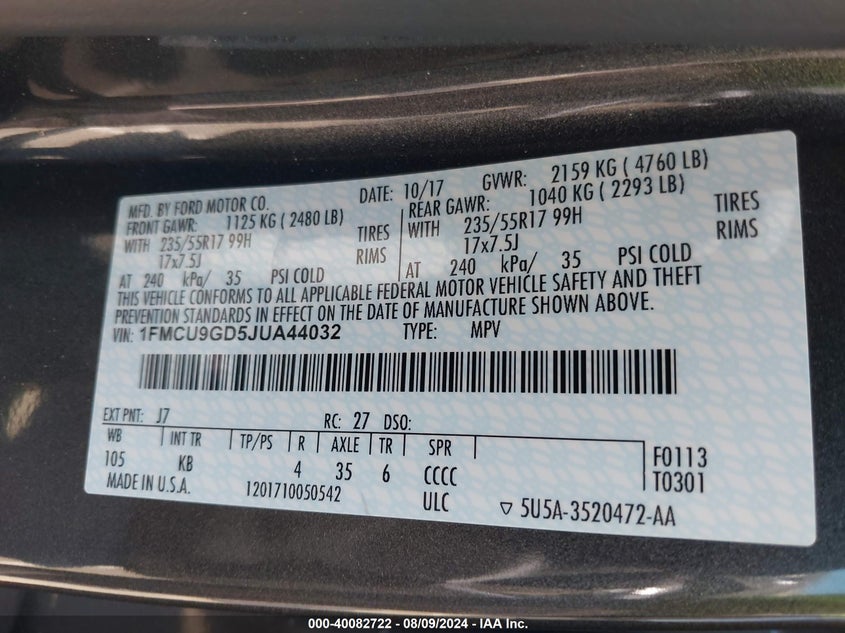 MFD. BY FORD MOTOR CO. DATE: 10/17 GVWR: 2159 KG ( 4760 LB)
FRONT GAWR: 1125 KG ( 2480 LB) REAR GAWR: 1040 KG ( 2293 LB)
WITH 235/55R17 99H TIRES WITH 235/55R17 99H TIRES
17x7.5J RIMS 17x7.5J RIMS
AT 240 kPa/ 35 PSI COLD AT 240 kPa/ 35 PSI COLD
THIS VEHICLE CONFORMS TO ALL APPLICABLE FEDERAL MOTOR VEHICLE SAFETY AND THEFT
PREVENTION STANDARDS IN EFFECT ON THE DATE OF MANUFACTURE SHOWN ABOVE.
VIN: 1FMCU9GD5JUA44032 TYPE: MPV
EXT PNT: J7 RC: 27 DSO:
WB INT TR TP/PS R AXLE TR SPR
105 KB 4 35 6 CCCC F0113
T0301
MADE IN U.S.A. 1201710050542 ULC ▽ 5U5A-3520472-AA
000-40082722 - 08/09/2024 - IAA Inc.